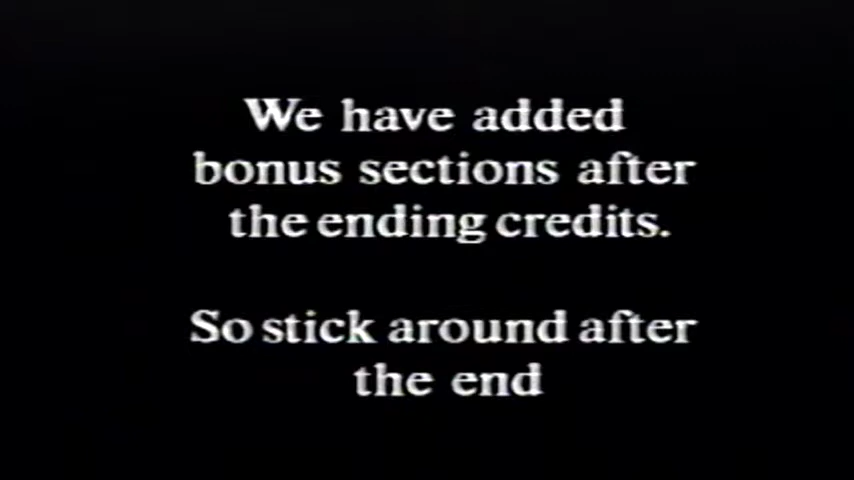 We have added
bonus sections after
the ending credits.
So stick around after
the end